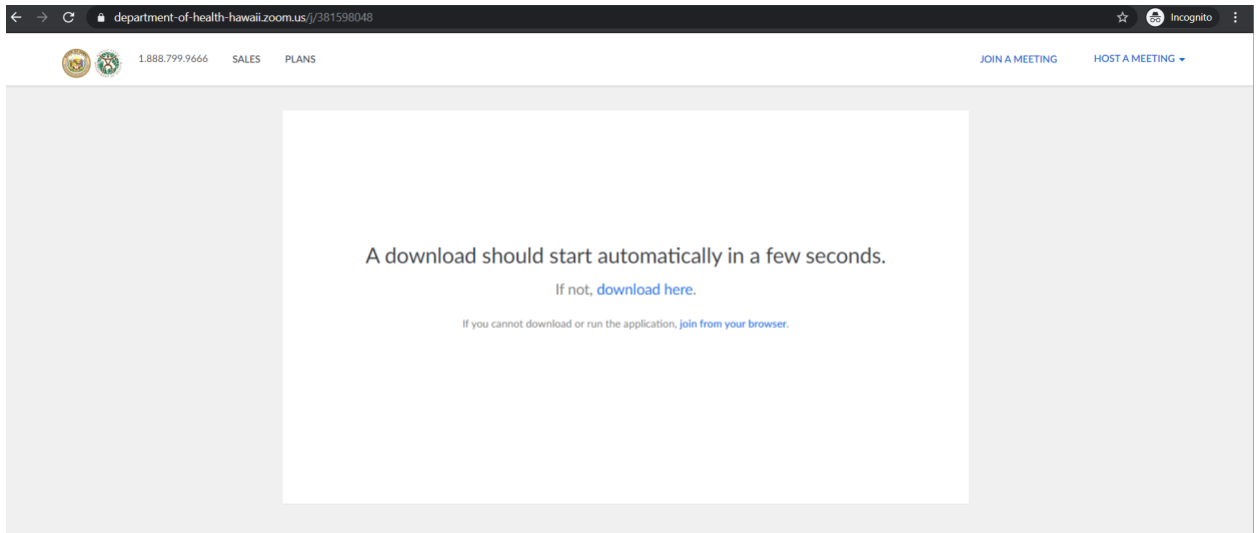 department-of-health-hawaii.zoom.us/j/381598048 Incognito
1.888.799.9666 SALES PLANS JOIN A MEETING HOST A MEETING
A download should start automatically in a few seconds.
If not, download here.
If you cannot download or run the application, join from your browser.